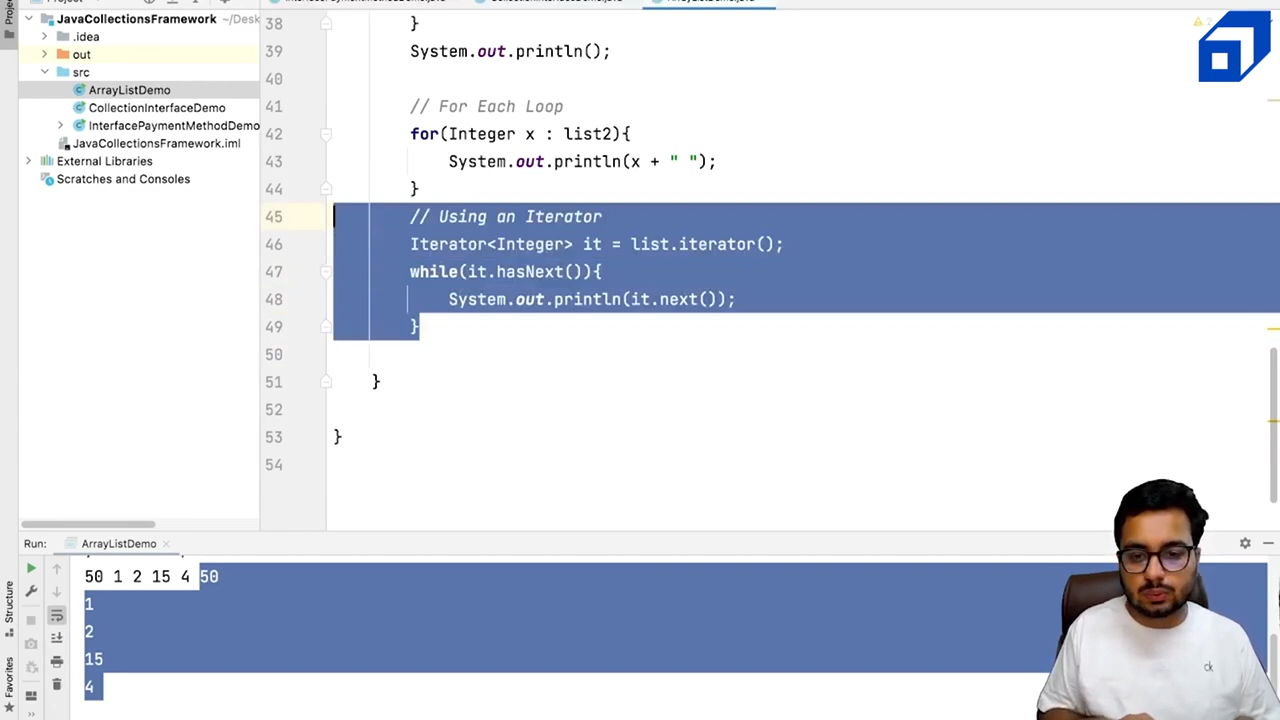 JavaCollectionsFramework ~/Desk
.idea
out
src
ArrayListDemo
CollectionInterfaceDemo
InterfacePaymentMethodDemo
JavaCollectionsFramework.iml
External Libraries
Scratches and Consoles
38 }
39 System.out.println();
40
41 // For Each Loop
42 for(Integer x : list2){
43 System.out.println(x + " ");
44 }
45 // Using an Iterator
46 Iterator<Integer> it = list.iterator();
47 while(it.hasNext()){
48 System.out.println(it.next());
49 }
50
51 }
52
53 }
54
Run: ArrayListDemo
50 1 2 15 4 50
1
2
15
4
Structure
Favorites
ck